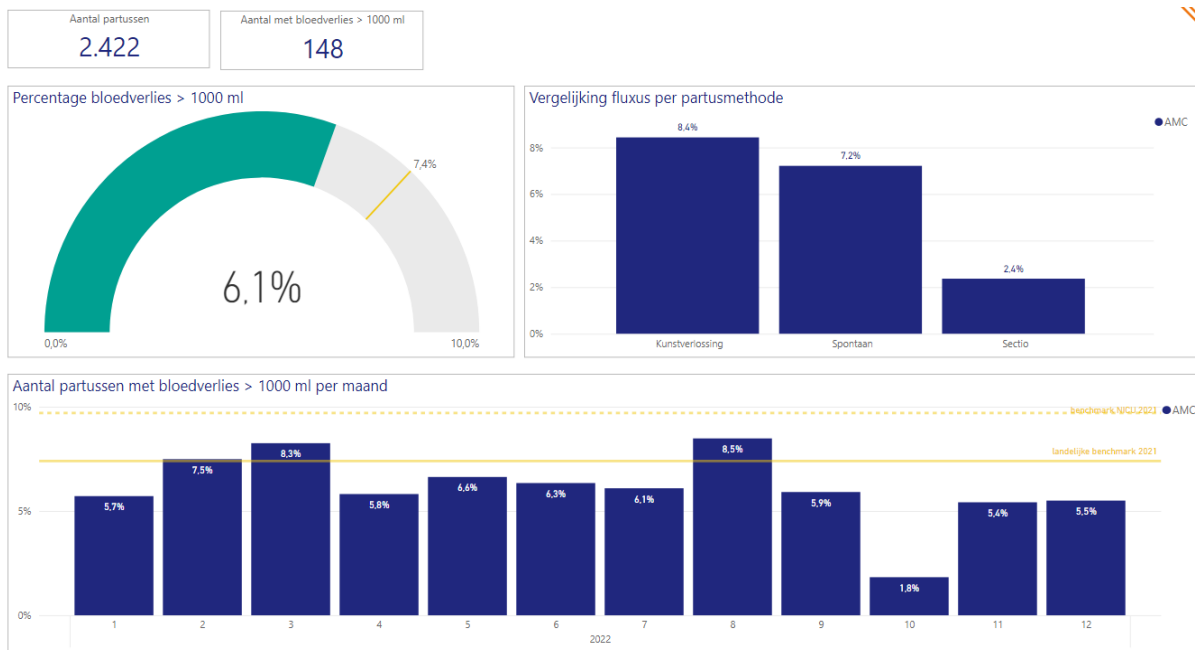 Aantal partussen
2.422
Aantal met bloedverlies > 1000 ml
148
Percentage bloedverlies > 1000 ml
7,4%
6,1%
0,0%
10,0%
Vergelijking fluxus per partusmethode
AMC
8%
6%
4%
2%
0%
8,4%
7,2%
2,4%
Kunstverlossing
Spontaan
Sectio
Aantal partussen met bloedverlies > 1000 ml per maand
10%
5%
0%
benchmark NICU 2021
AMC
landelijke benchmark 2021
5,7%
7,5%
8,3%
5,8%
6,6%
6,3%
6,1%
8,5%
5,9%
1,8%
5,4%
5,5%
1 2 3 4 5 6 7 8 9 10 11 12
2022